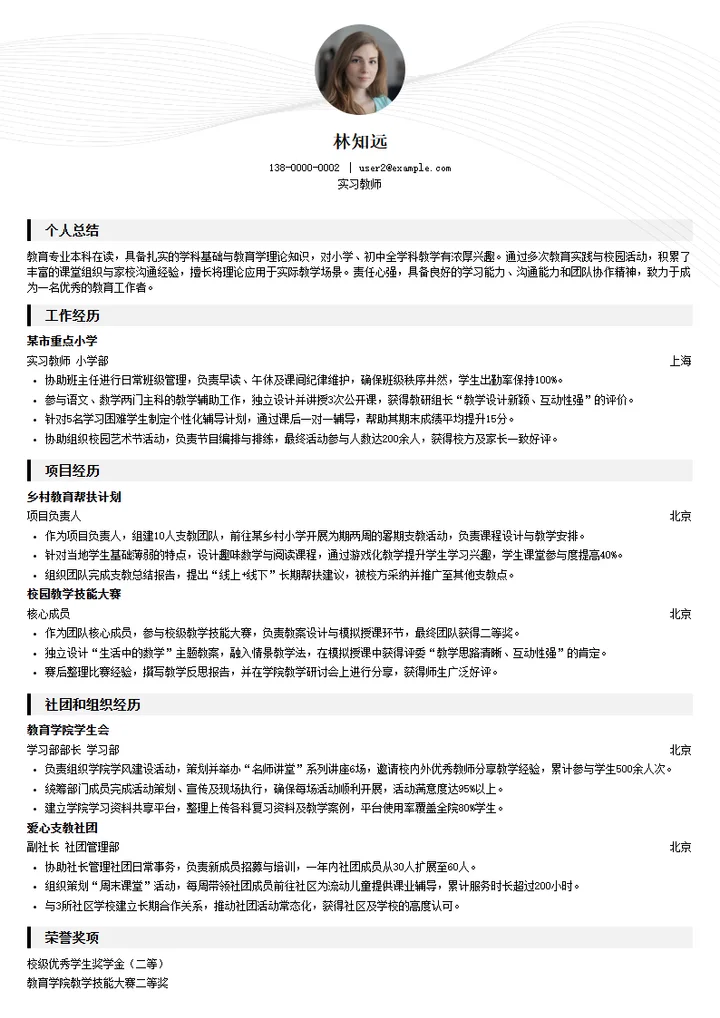 林知远
138-0000-0002 | user2@example.com
实习教师
个人总结
教育专业本科在读，具备扎实的学科基础与教育学理论知识，对小学、初中全学科教学有浓厚兴趣。通过多次教育实践与校园活动，积累了
丰富的课堂组织与家校沟通经验，擅长将理论应用于实际教学场景。责任心强，具备良好的学习能力、沟通能力和团队协作精神，致力于成
为一名优秀的教育工作者。
工作经历
某市重点小学
实习教师 小学部 上海
• 协助班主任进行日常班级管理，负责早读、午休及课间纪律维护，确保班级秩序井然，学生出勤率保持100%。
• 参与语文、数学两门主科的教学辅助工作，独立设计并讲授3次公开课，获得教研组长“教学设计新颖、互动性强”的评价。
• 针对5名学习困难学生制定个性化辅导计划，通过课后一对一辅导，帮助其期末成绩平均提升15分。
• 协助组织校园艺术节活动，负责节目编排与排练，最终活动参与人数达200余人，获得校方及家长一致好评。
项目经历
乡村教育帮扶计划
项目负责人 北京
• 作为项目负责人，组建10人支教团队，前往某乡村小学开展为期两周的暑期支教活动，负责课程设计与教学安排。
• 针对当地学生基础薄弱的特点，设计趣味数学与阅读课程，通过游戏化教学提升学生学习兴趣，学生课堂参与度提高40%。
• 组织团队完成支教总结报告，提出“线上+线下”长期帮扶建议，被校方采纳并推广至其他支教点。
校园教学技能大赛
核心成员 北京
• 作为团队核心成员，参与校级教学技能大赛，负责教案设计与模拟授课环节，最终团队获得二等奖。
• 独立设计“生活中的数学”主题教案，融入情景教学法，在模拟授课中获得评委“教学思路清晰、互动性强”的肯定。
• 赛后整理比赛经验，撰写教学反思报告，并在学院教学研讨会上进行分享，获得师生广泛好评。
社团和组织经历
教育学院学生会
学习部部长 学习部 北京
• 负责组织学院学风建设活动，策划并举办“名师讲堂”系列讲座6场，邀请校内外优秀教师分享教学经验，累计参与学生500余人次。
• 统筹部门成员完成活动策划、宣传及现场执行，确保每场活动顺利开展，活动满意度达95%以上。
• 建立学院学习资料共享平台，整理上传各科复习资料及教学案例，平台使用率覆盖全院80%学生。
爱心支教社团
副社长 社团管理部 北京
• 协助社长管理社团日常事务，负责新成员招募与培训，一年内社团成员从30人扩展至60人。
• 组织策划“周末课堂”活动，每周带领社团成员前往社区为流动儿童提供课业辅导，累计服务时长超过200小时。
• 与3所社区学校建立长期合作关系，推动社团活动常态化，获得社区及学校的高度认可。
荣誉奖项
校级优秀学生奖学金（二等）
教育学院教学技能大赛二等奖